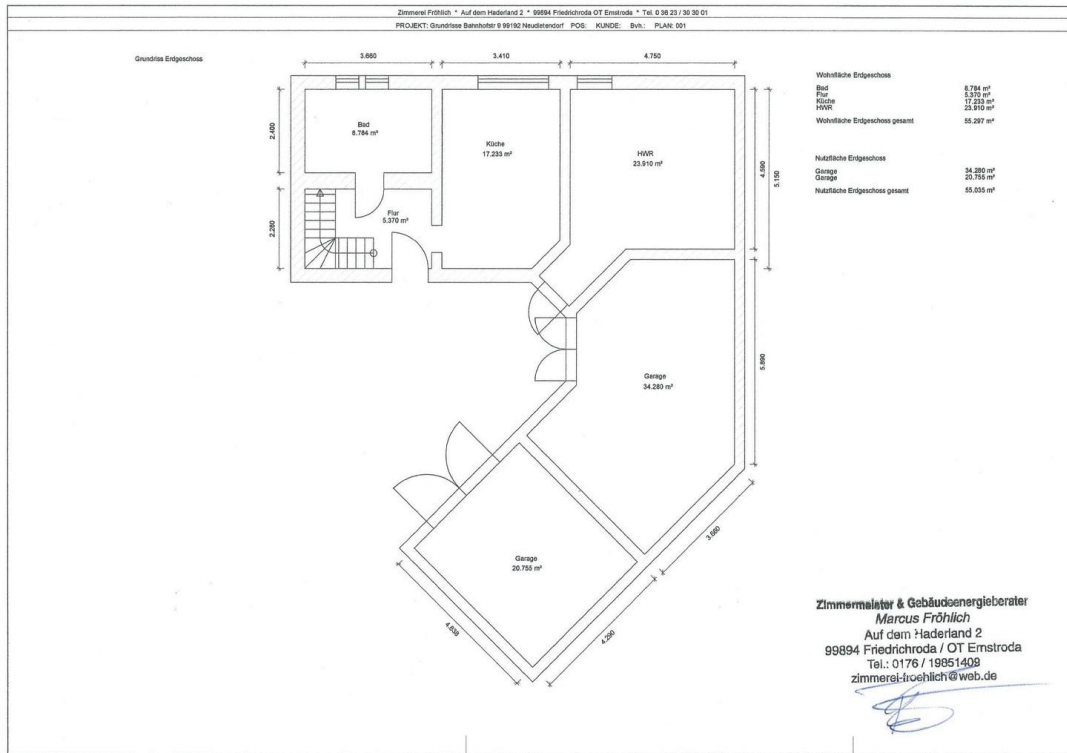 Zimmerei Fröhlich * Auf dem Haderland 2 * 99894 Friedrichroda OT Ernstroda * Tel. 0 36 23 / 30 30 01
PROJEKT: Grundrisse Bahnhofstr 9 99192 Neudietendorf POS: KUNDE: Bvh.: PLAN: 001
Grundriss Erdgeschoss
3.660
3.410
4.750
Wohnfläche Erdgeschoss
Bad 8.784 m²
Flur 5.370 m²
Küche 17.233 m²
HWR 23.910 m²
Wohnfläche Erdgeschoss gesamt 55.297 m²
Nutzfläche Erdgeschoss
Garage 34.280 m²
Garage 20.755 m²
Nutzfläche Erdgeschoss gesamt 55.035 m²
2.400
Bad
8.784 m²
Küche
17.233 m²
HWR
23.910 m²
4.590
5.150
2.280
Flur
5.370 m²
Garage
34.280 m²
5.890
Garage
20.755 m²
4.838
4.290
3.680
Zimmermeister & Gebäudeenergieberater
Marcus Fröhlich
Auf dem Haderland 2
99894 Friedrichroda / OT Ernstroda
Tel.: 0176 / 19851409
zimmerei-froehlich@web.de